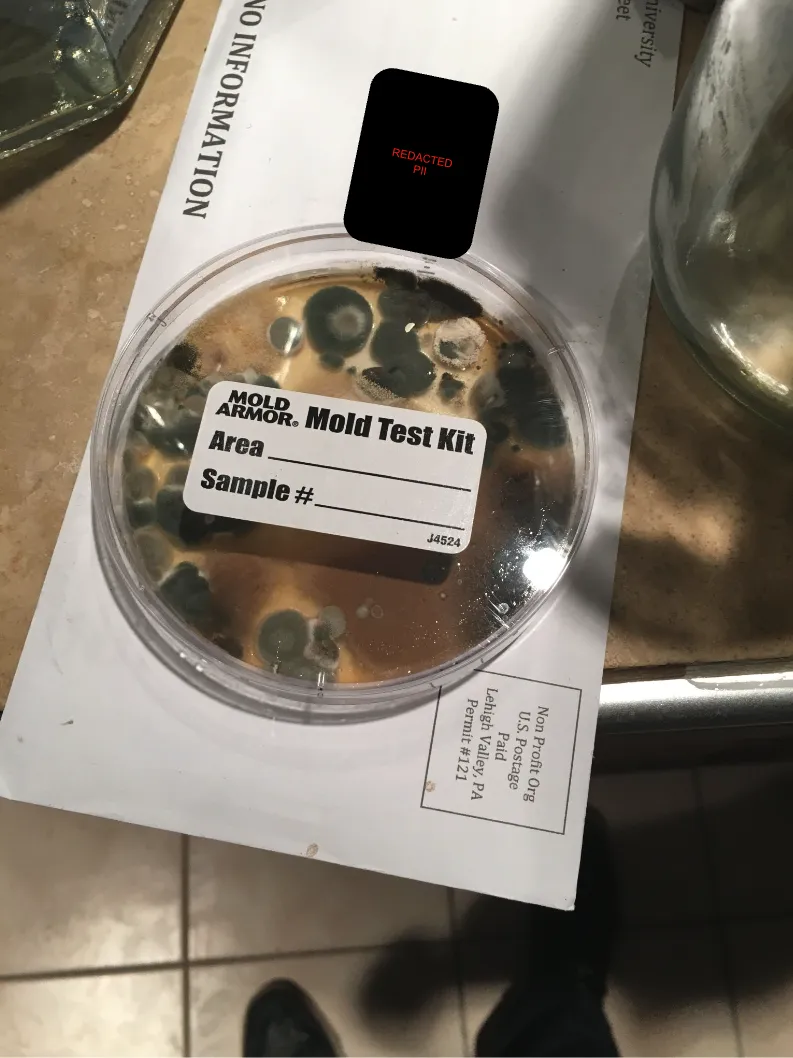 NO INFORMATION
niversity
eet
REDACTED
PII
MOLD
ARMOR® Mold Test Kit
Area
Sample #
J4524
Non Profit Org
U.S. Postage
Paid
Lehigh Valley, PA
Permit #121